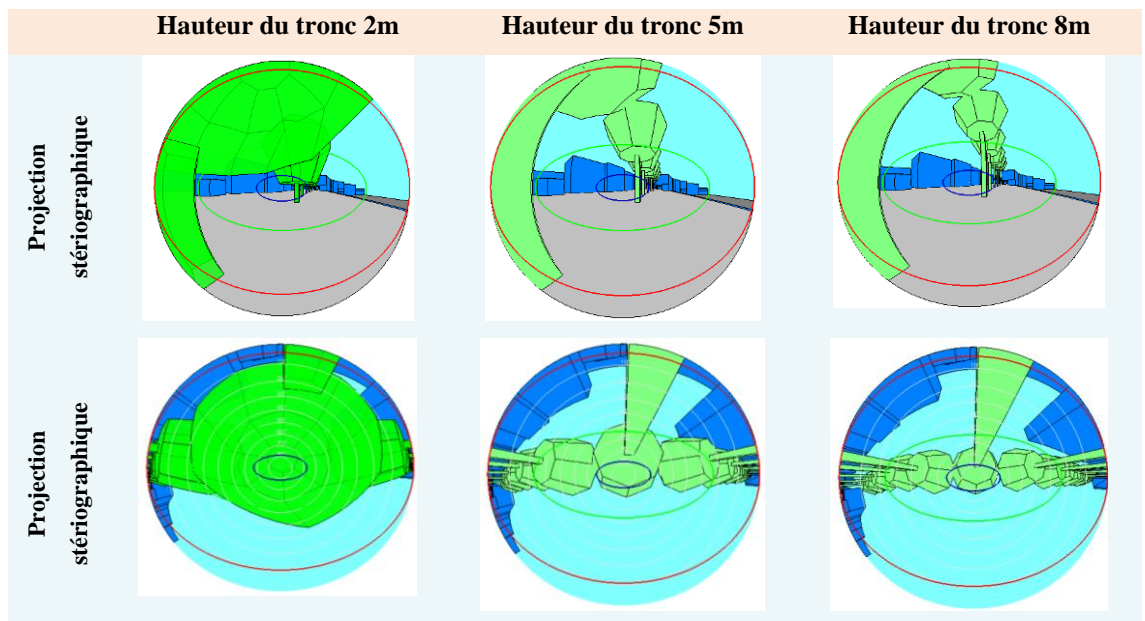 Hauteur du tronc 2m
Hauteur du tronc 5m
Hauteur du tronc 8m
Projection
stériographique
Projection
stériographique